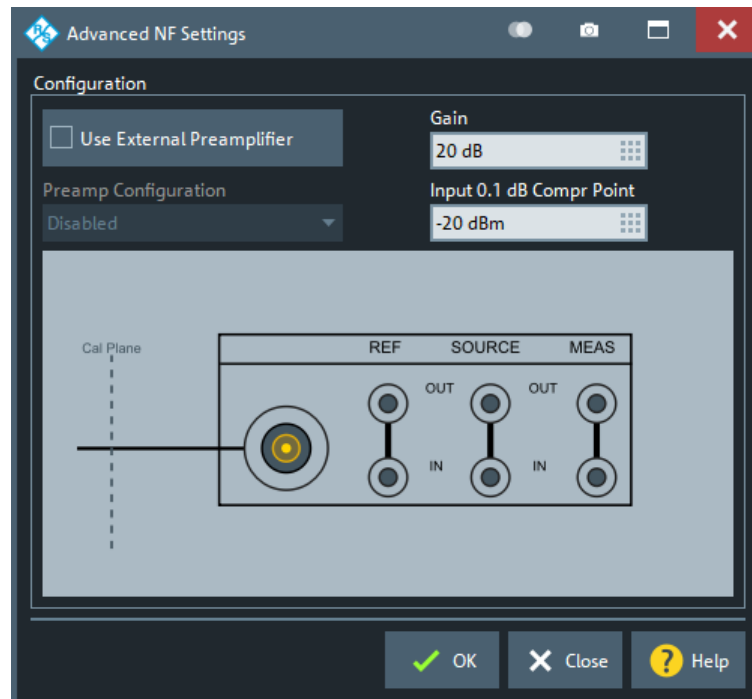 R&S Advanced NF Settings
Configuration
Use External Preamplifier
Gain
20 dB
Preamp Configuration
Disabled
Input 0.1 dB Compr Point
-20 dBm
Cal Plane
REF SOURCE MEAS
OUT OUT
IN IN
OK Close ? Help